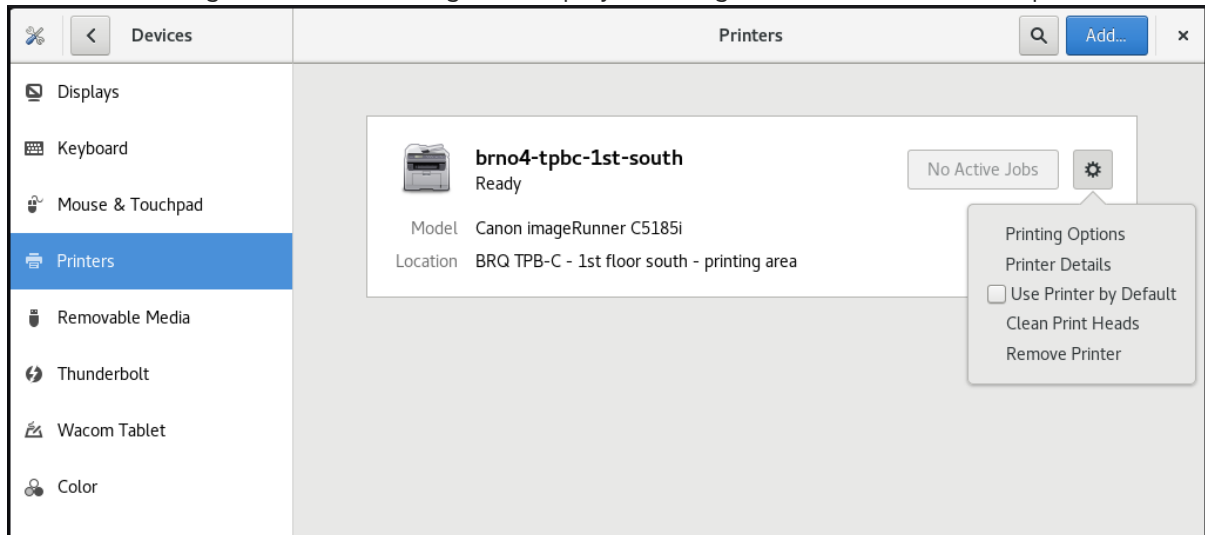 Devices
Printers
Add...
Displays
Keyboard
Mouse & Touchpad
Printers
Removable Media
Thunderbolt
Wacom Tablet
Color
brno4-tpbc-1st-south
Ready
No Active Jobs
Model Canon imageRunner C5185i
Location BRQ TPB-C - 1st floor south - printing area
Printing Options
Printer Details
Use Printer by Default
Clean Print Heads
Remove Printer